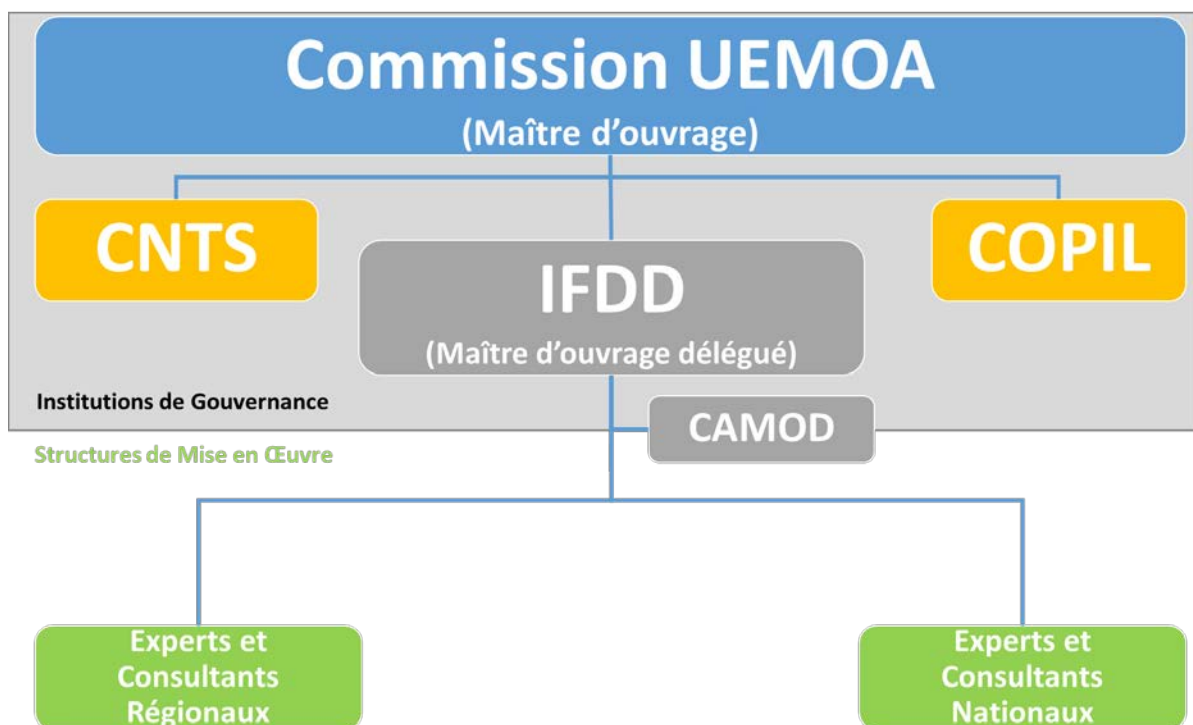 Commission UEMOA
(Maître d'ouvrage)
CNTS
COPIL
IFDD
(Maître d'ouvrage délégué)
Institutions de Gouvernance
CAMOD
Structures de Mise en Œuvre
Experts et
Consultants
Régionaux
Experts et
Consultants
Nationaux